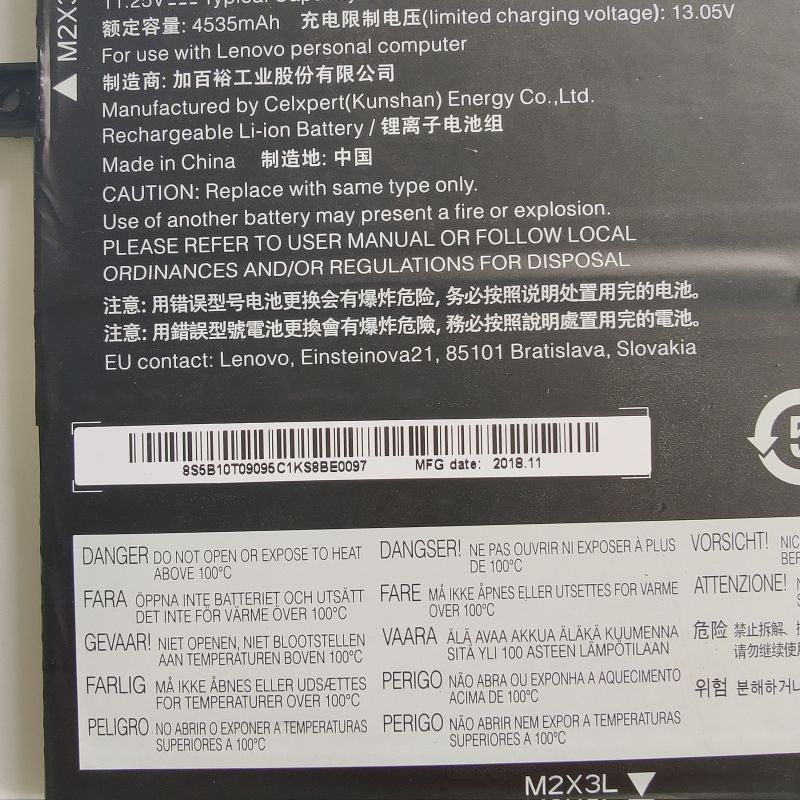 11.25V Typical Capacity
额定容量: 4535mAh 充电限制电压(limited charging voltage): 13.05V
For use with Lenovo personal computer
制造商: 加百裕工业股份有限公司
Manufactured by Celxpert(Kunshan) Energy Co.,Ltd.
Rechargeable Li-ion Battery / 锂离子电池组
Made in China 制造地: 中国
CAUTION: Replace with same type only.
Use of another battery may present a fire or explosion.
PLEASE REFER TO USER MANUAL OR FOLLOW LOCAL
ORDINANCES AND/OR REGULATIONS FOR DISPOSAL
注意: 用错误型号电池更换会有爆炸危险, 务必按照说明处置用完的电池。
注意: 用錯誤型號電池更換會有爆炸危險, 務必按照說明處置用完的電池。
EU contact: Lenovo, Einsteinova21, 85101 Bratislava, Slovakia
M2X3
8S5B10T09095C1KS8BE0097 MFG date: 2018.11
5
DANGER DO NOT OPEN OR EXPOSE TO HEAT
ABOVE 100°C
DANGSER! NE PAS OUVRIR NI EXPOSER À PLUS
DE 100°C
VORSICHT! NIC
BEF
FARA ÖPPNA INTE BATTERIET OCH UTSÄTT
DET INTE FÖR VÄRME ÖVER 100°C
FARE MÅ IKKE ÅPNES ELLER UTSETTES FOR VARME
OVER 100°C
ATTENZIONE!
GEVAAR! NIET OPENEN, NIET BLOOTSTELLEN
AAN TEMPERATUREN BOVEN 100°C
VAARA ÄLÄ AVAA AKKUA ÄLÄKÄ KUUMENNA
SITÄ YLI 100 ASTEEN LÄMPÖTILAAN
危险 禁止拆解、
请勿继续使用
FARLIG MÅ IKKE ÅBNES ELLER UDSÆTTES
FOR TEMPERATURER OVER 100°C
PERIGO NÃO ABRA OU EXPONHA A AQUECIMENTO
ACIMA DE 100°C
위험 분해하거나
PELIGRO NO ABRIR O EXPONER A TEMPERATURAS
SUPERIORES A 100°C
PERIGO NÃO ABRIR NEM EXPOR A TEMPERATURAS
SUPERIORES A 100°C
M2X3L